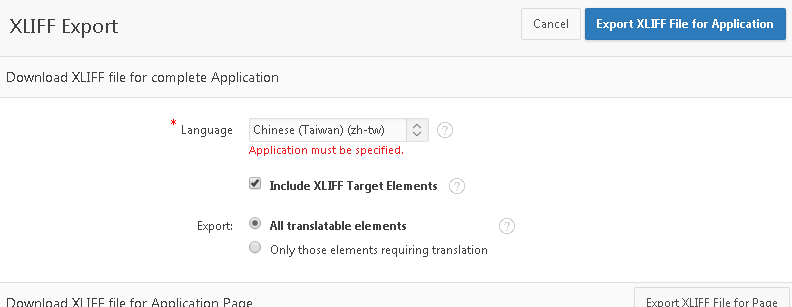 XLIFF Export
Cancel
Export XLIFF File for Application
Download XLIFF file for complete Application
* Language
Chinese (Taiwan) (zh-tw)
?
Application must be specified.
Include XLIFF Target Elements
?
Export:
All translatable elements
?
Only those elements requiring translation
Download XLIFF file for Application Page
Export XLIFF File for Page